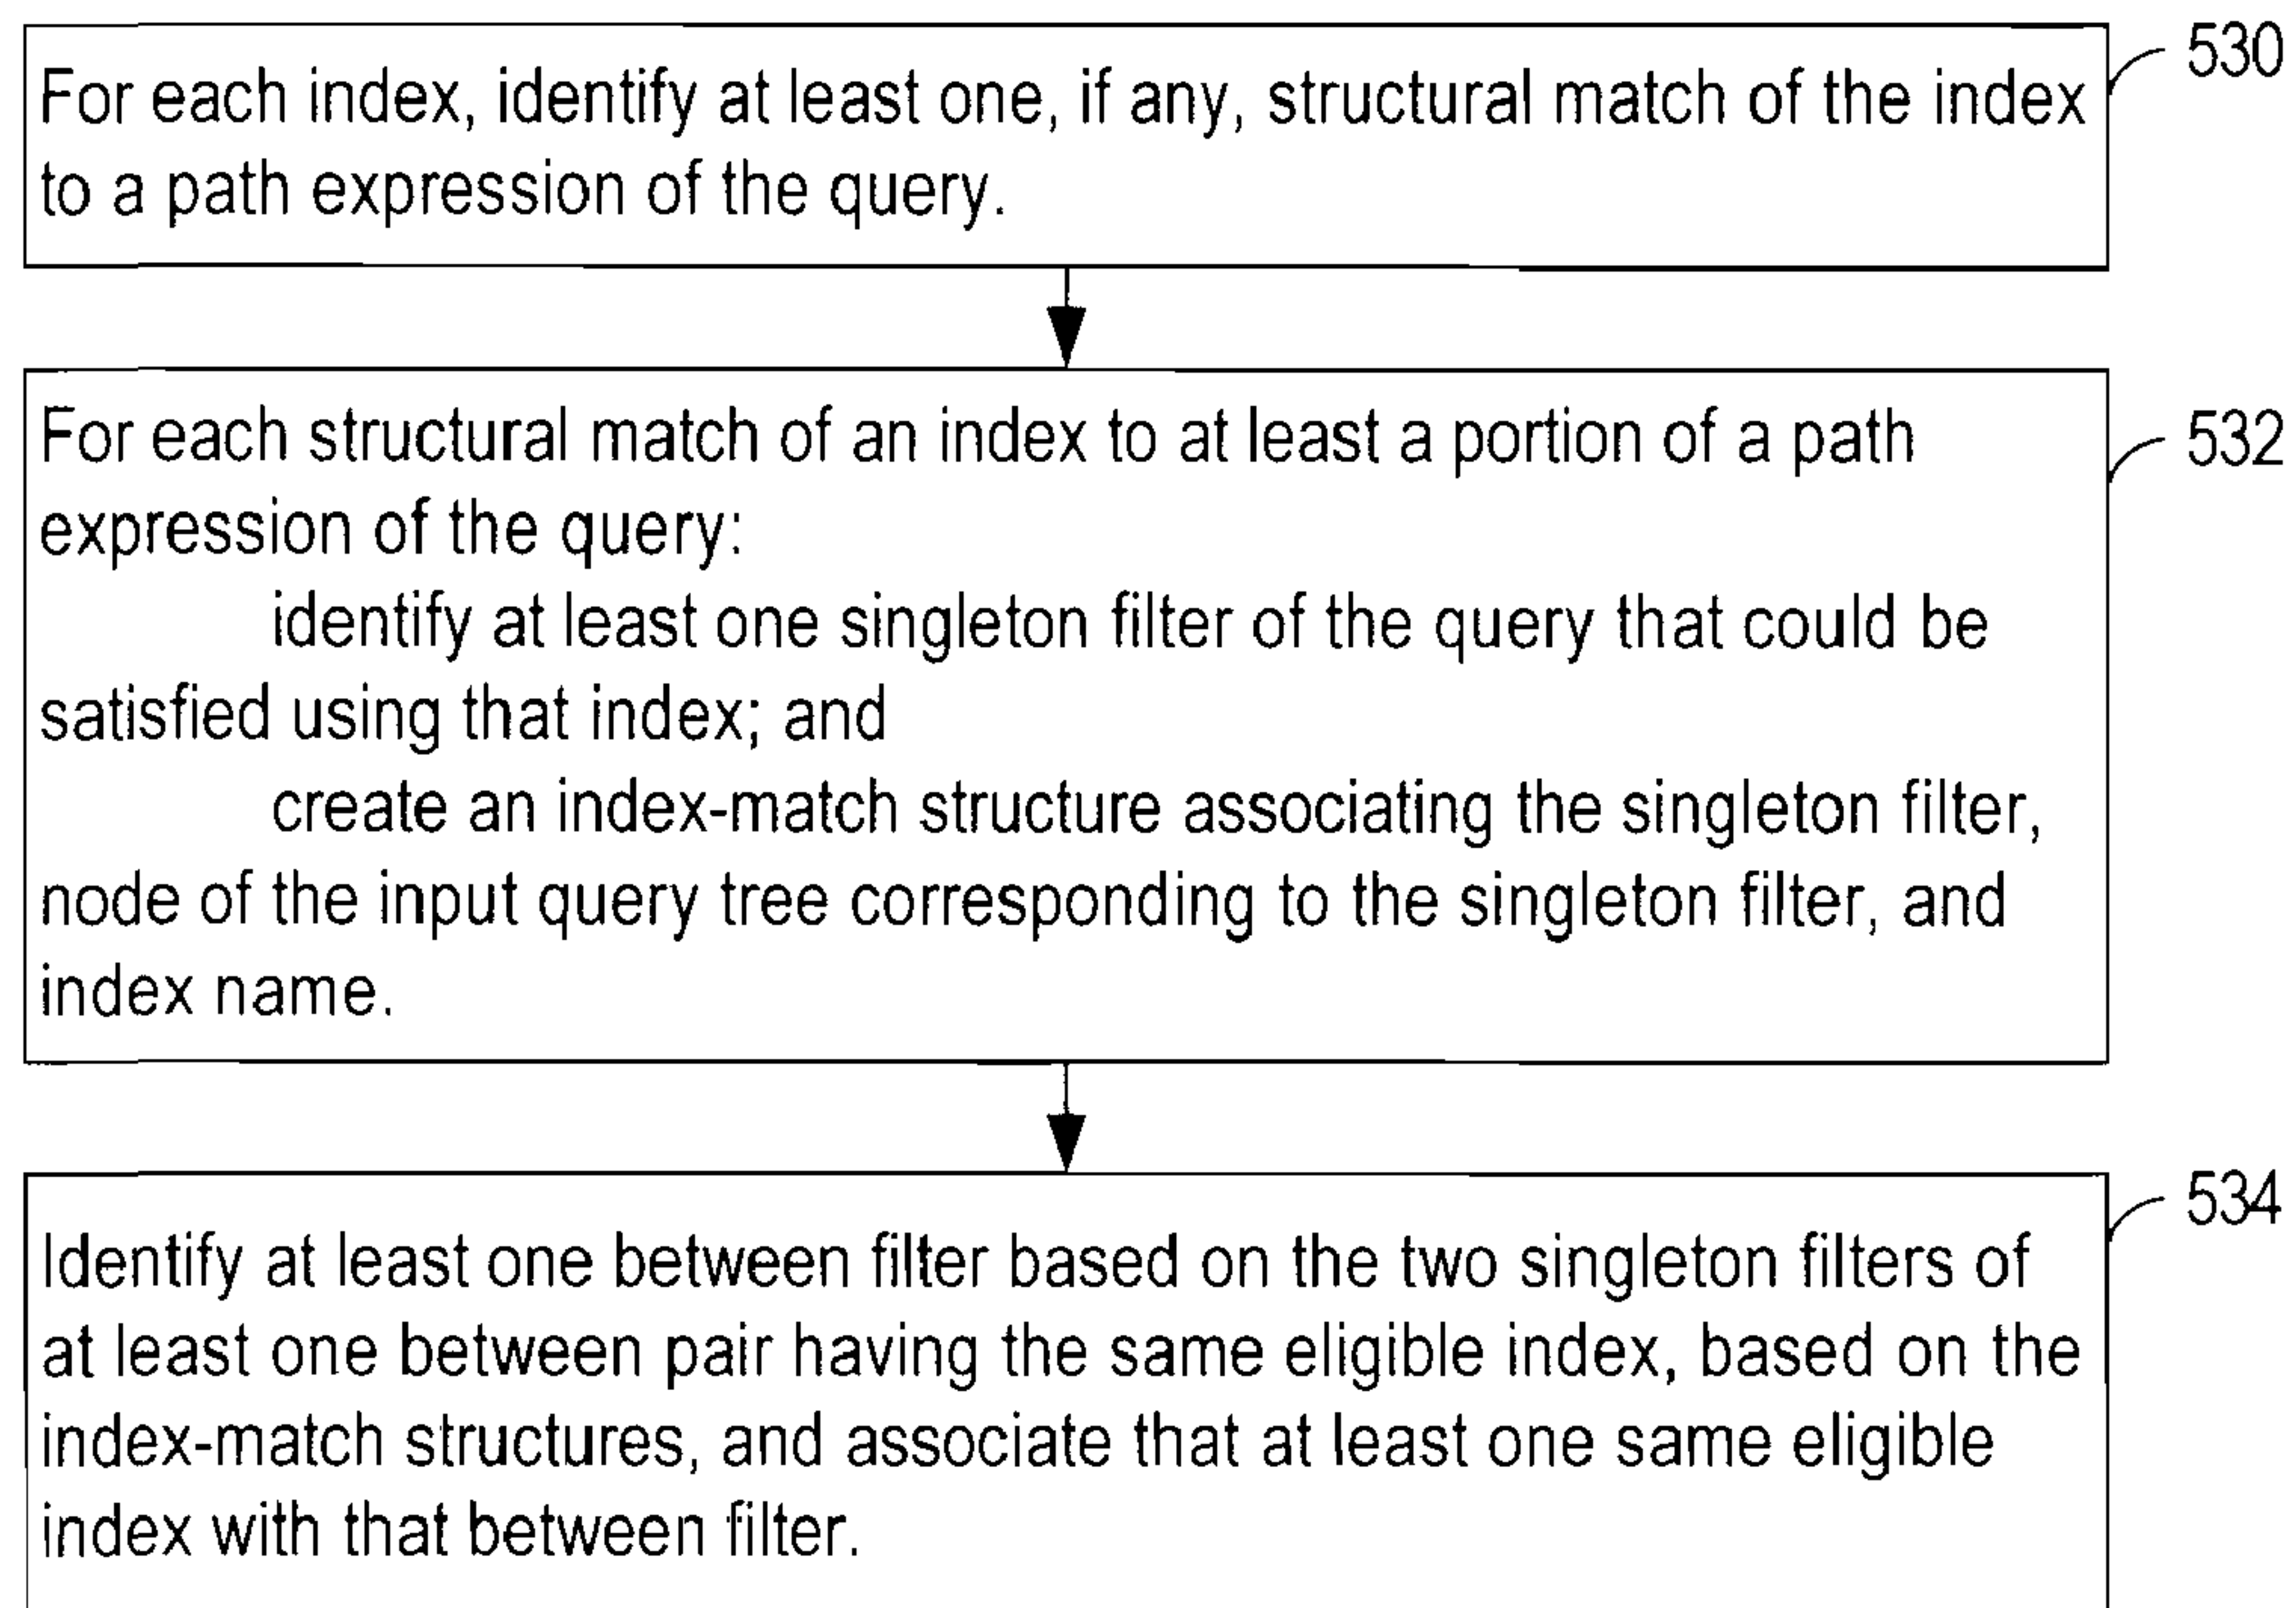 530
For each index, identify at least one, if any, structural match of the index
to a path expression of the query.
532
For each structural match of an index to at least a portion of a path
expression of the query:
identify at least one singleton filter of the query that could be
satisfied using that index; and
create an index-match structure associating the singleton filter,
node of the input query tree corresponding to the singleton filter, and
index name.
534
Identify at least one between filter based on the two singleton filters of
at least one between pair having the same eligible index, based on the
index-match structures, and associate that at least one same eligible
index with that between filter.